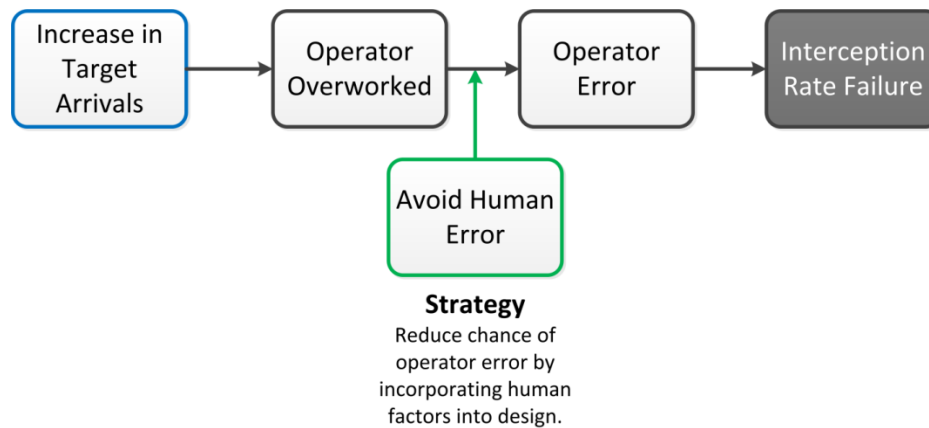 Increase in
Target
Arrivals
Operator
Overworked
Operator
Error
Interception
Rate Failure
Avoid Human
Error
Strategy
Reduce chance of
operator error by
incorporating human
factors into design.